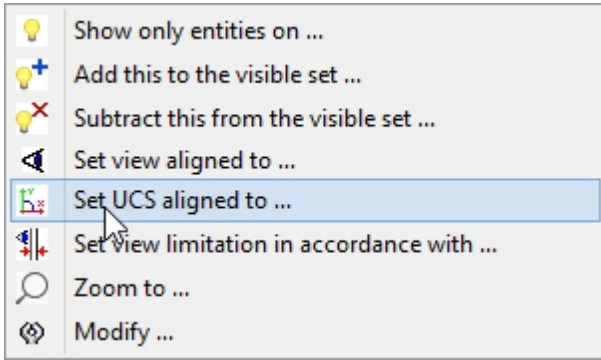 Show only entities on ...
Add this to the visible set ...
Subtract this from the visible set ...
Set view aligned to ...
Set UCS aligned to ...
Set view limitation in accordance with ...
Zoom to ...
Modify ...